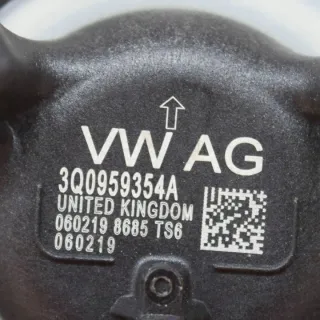 VW AG
3Q0959354A
UNITED KINGDOM
060219 8685 TS6
060219